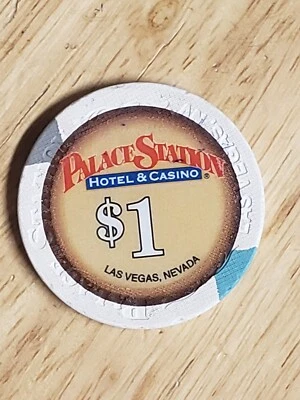 PALACE STATION
HOTEL & CASINO ®
$1
LAS VEGAS, NEVADA